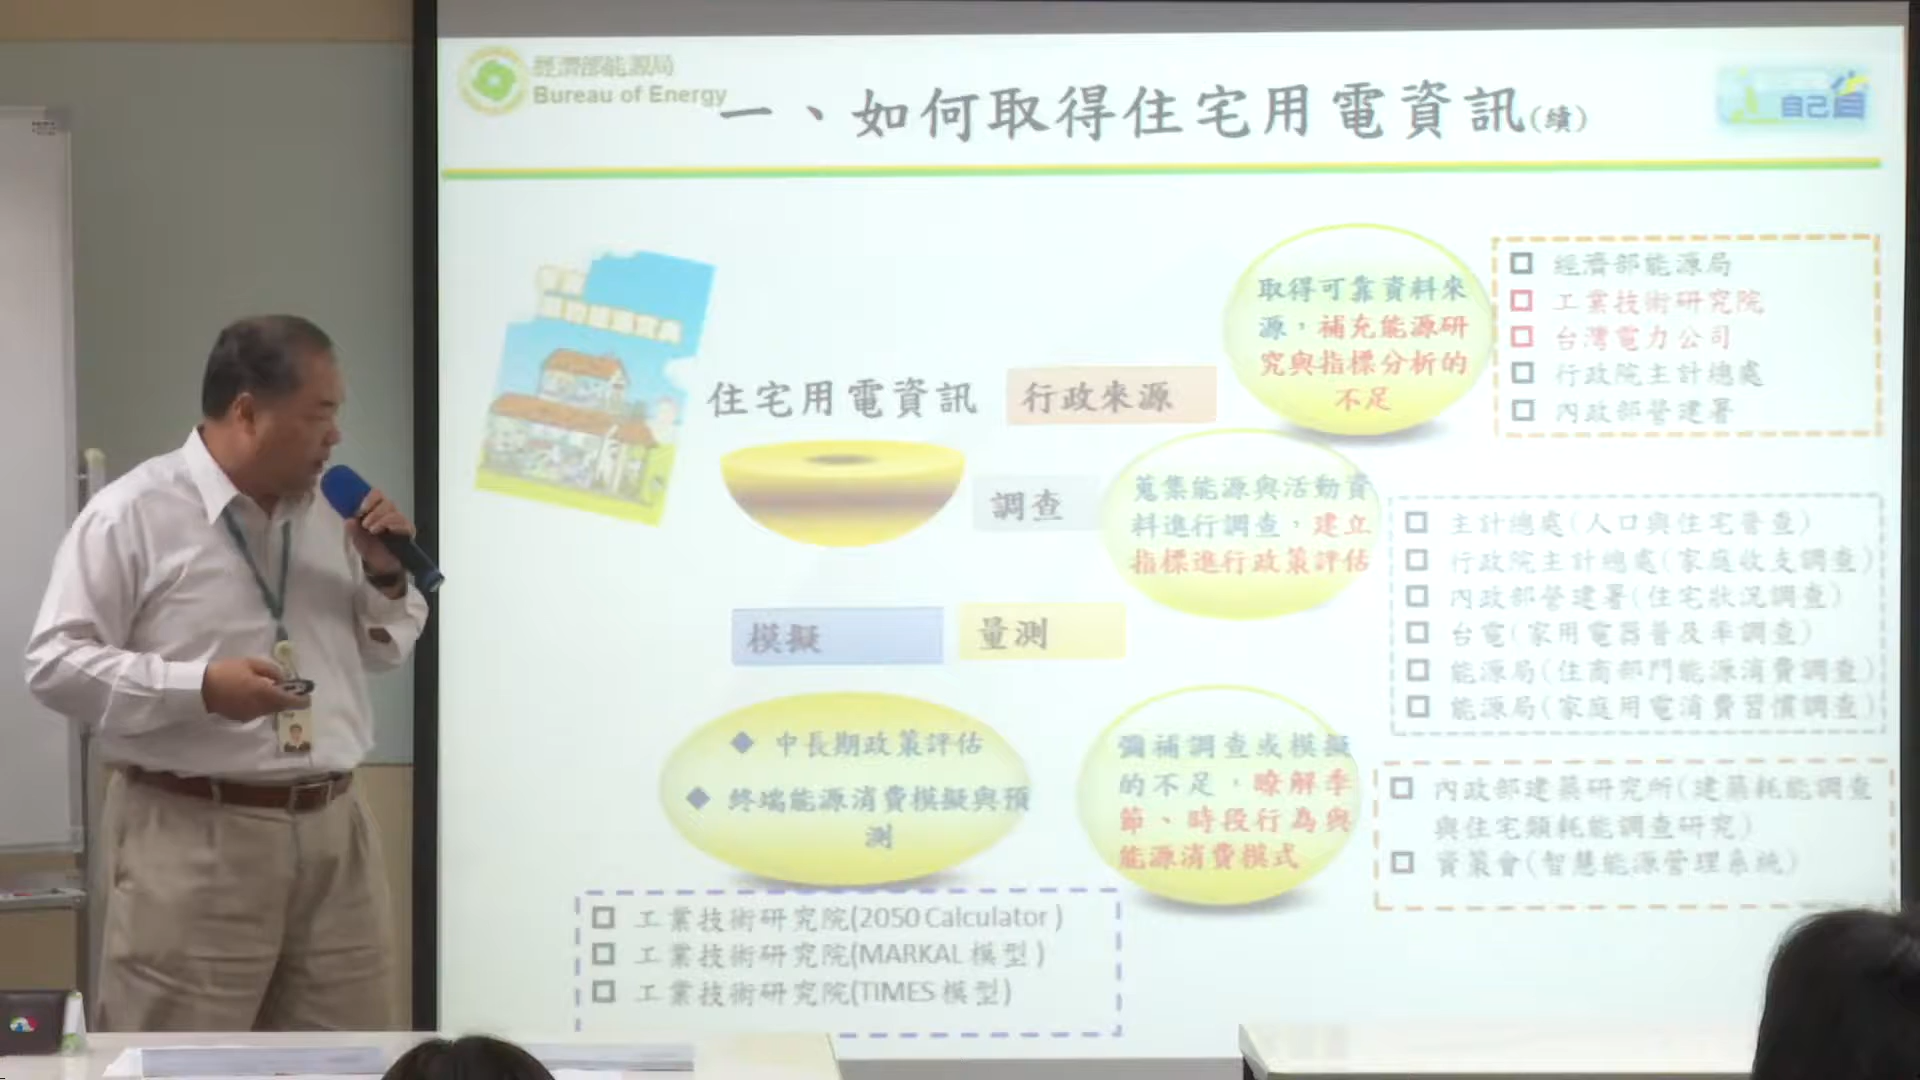 經濟部能源局
Bureau of Energy
一、如何取得住宅用電資訊(續)
自己
取得可靠資料來
源，補充能源研
究與指標分析的
不足
經濟部能源局
工業技術研究院
台灣電力公司
行政院主計總處
內政部營建署
住宅用電資訊
行政來源
調查
蒐集能源與活動資
料進行調查，建立
指標進行政策評估
主計總處(人口與住宅普查)
行政院主計總處(家庭收支調查)
內政部營建署(住宅狀況調查)
台電(家用電器普及率調查)
能源局(住商部門能源消費調查)
能源局(家庭用電消費習慣調查)
模擬
量測
中長期政策評估
終端能源消費模擬與預
測
彌補調查或模擬
的不足，瞭解季
節、時段行為與
能源消費模式
內政部建築研究所(建築耗能調查
與住宅類耗能調查研究)
資策會(智慧能源管理系統)
工業技術研究院(2050 Calculator)
工業技術研究院(MARKAL 模型)
工業技術研究院(TIMES 模型)